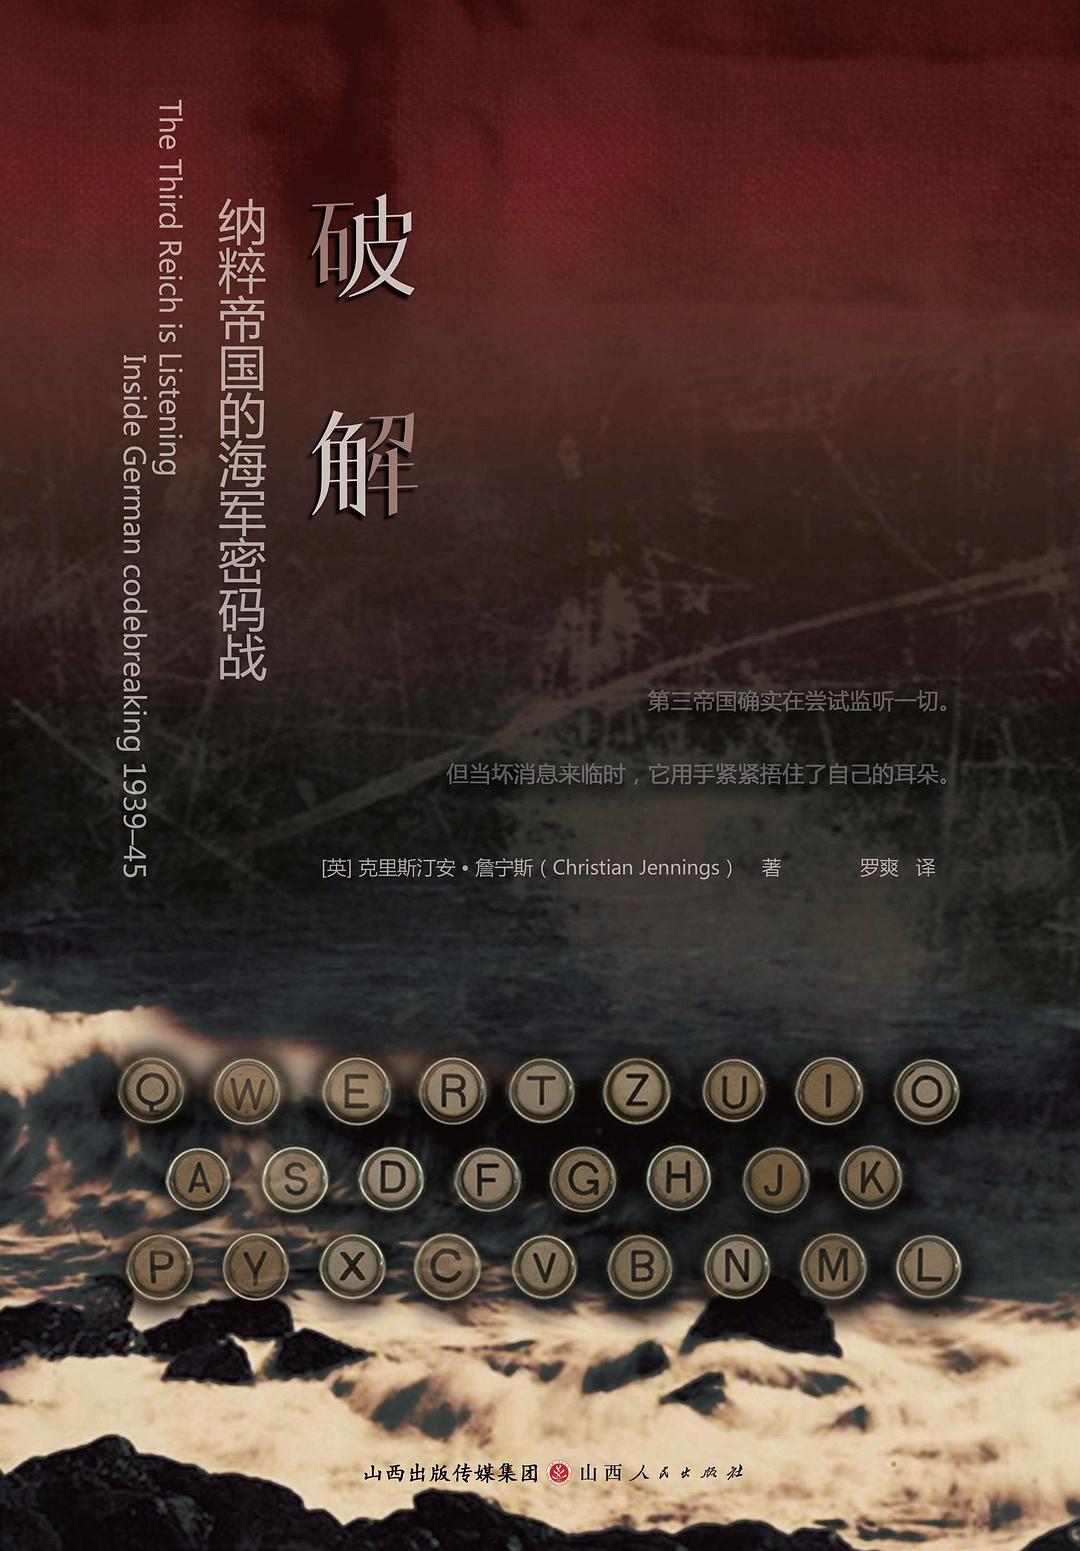 破解
纳粹帝国的海军密码战
The Third Reich is Listening
Inside German codebreaking 1939–45
第三帝国确实在尝试监听一切。
但当坏消息来临时，它用手紧紧捂住了自己的耳朵。
[英] 克里斯汀安·詹宁斯（Christian Jennings） 著 罗爽 译
Q W E R T Z U I O
A S D F G H J K
P Y X C V B N M L
山西出版传媒集团 山西人民出版社